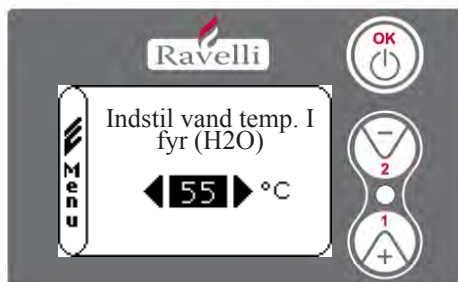 Ravelli
OK
Indstil vand temp. I
fyr (H2O)
Menu
55 °C
−
2
1
+